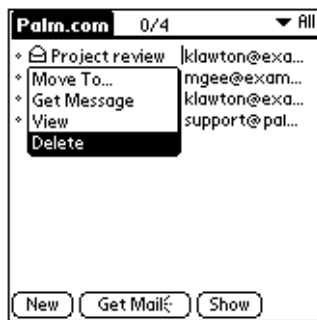 Palm.com 0/4 All
Project review klawton@exa...
Move To... mgee@exam...
Get Message klawton@exa...
View support@pal...
Delete
New Get Mail Show